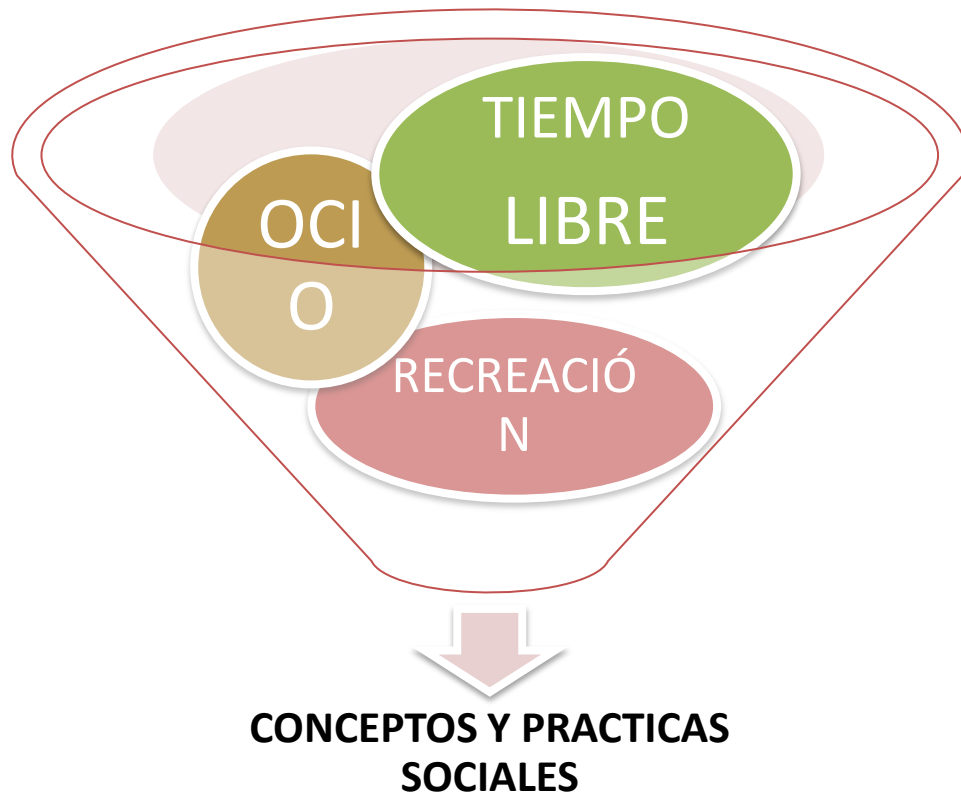 TIEMPO
LIBRE
OCI
O
RECREACIÓ
N
CONCEPTOS Y PRACTICAS
SOCIALES